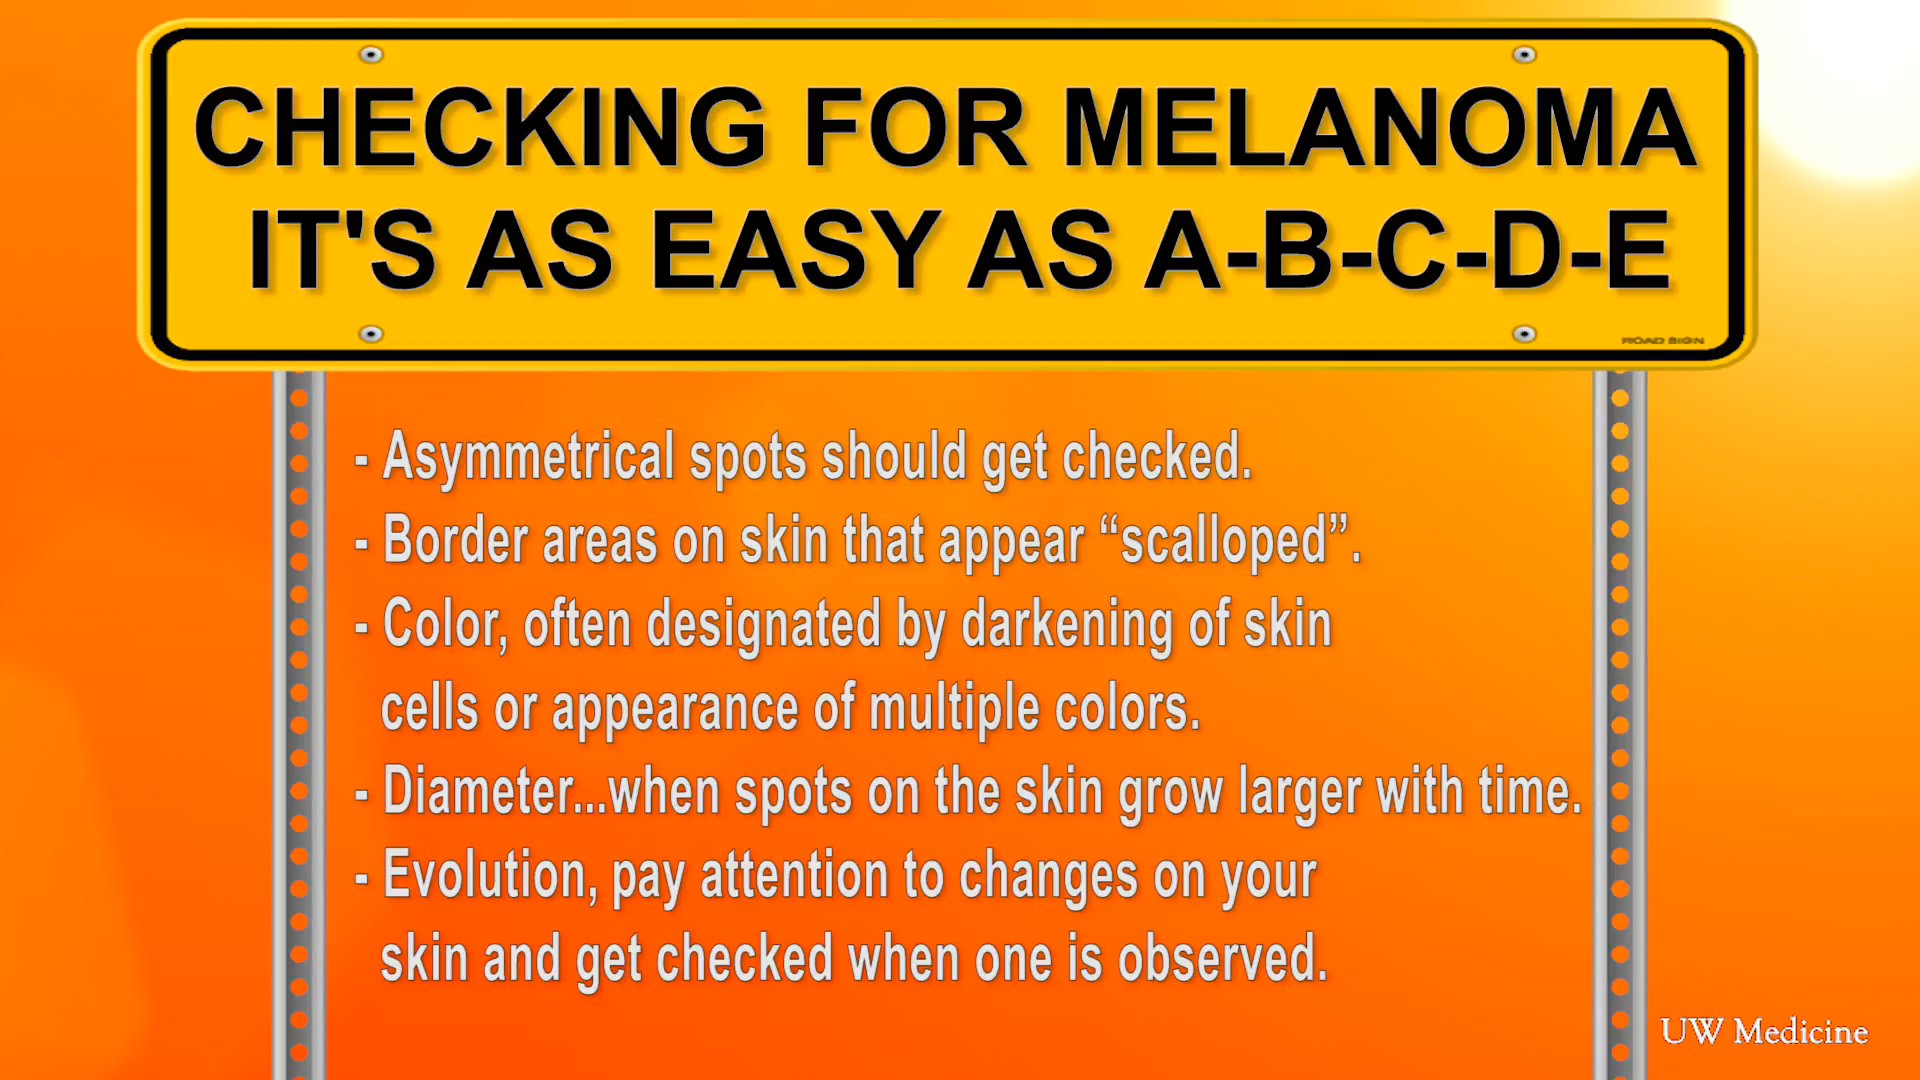 CHECKING FOR MELANOMA
IT'S AS EASY AS A-B-C-D-E
ROAD SIGN
- Asymmetrical spots should get checked.
- Border areas on skin that appear “scalloped”.
- Color, often designated by darkening of skin
cells or appearance of multiple colors.
- Diameter...when spots on the skin grow larger with time.
- Evolution, pay attention to changes on your
skin and get checked when one is observed.
UW Medicine